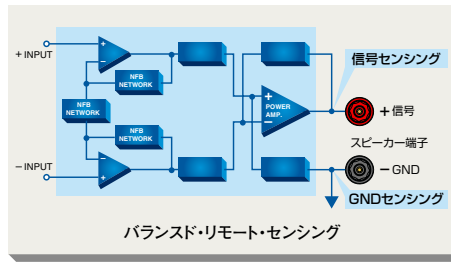 + INPUT
信号センシング
NFB
NETWORK
NFB
NETWORK
POWER
AMP.
+信号
NFB
NETWORK
スピーカー端子
− INPUT
−GND
GNDセンシング
バランスド・リモート・センシング